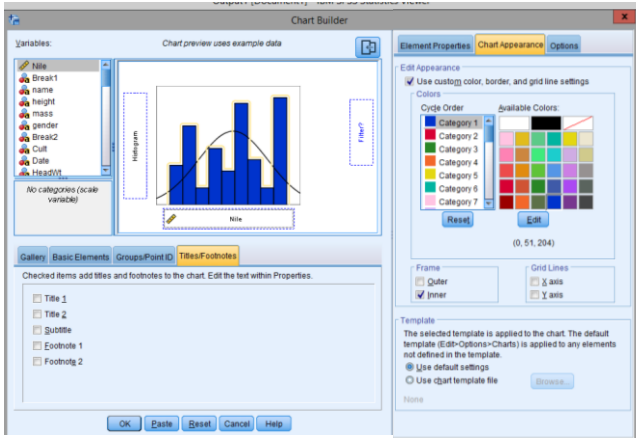 Output1 [Document1] - IBM SPSS Statistics Viewer
Chart Builder
x
Variables:
Chart preview uses example data
Nile
Break1
name
height
mass
gender
Break2
Cult
Date
HeadWt
No categories (scale
variable)
Histogram
Filter?
Nile
Gallery
Basic Elements
Groups/Point ID
Titles/Footnotes
Checked items add titles and footnotes to the chart. Edit the text within Properties.
Title 1
Title 2
Subtitle
Footnote 1
Footnote 2
OK
Paste
Reset
Cancel
Help
Element Properties
Chart Appearance
Options
Edit Appearance
Use custom color, border, and grid line settings
Colors
Cycle Order
Available Colors:
Category 1
Category 2
Category 3
Category 4
Category 5
Category 6
Category 7
Reset
Edit
(0, 51, 204)
Frame
Outer
Inner
Grid Lines
X axis
Y axis
Template
The selected template is applied to the chart. The default
template (Edit>Options>Charts) is applied to any elements
not defined in the template.
Use default settings
Use chart template file
Browse...
None